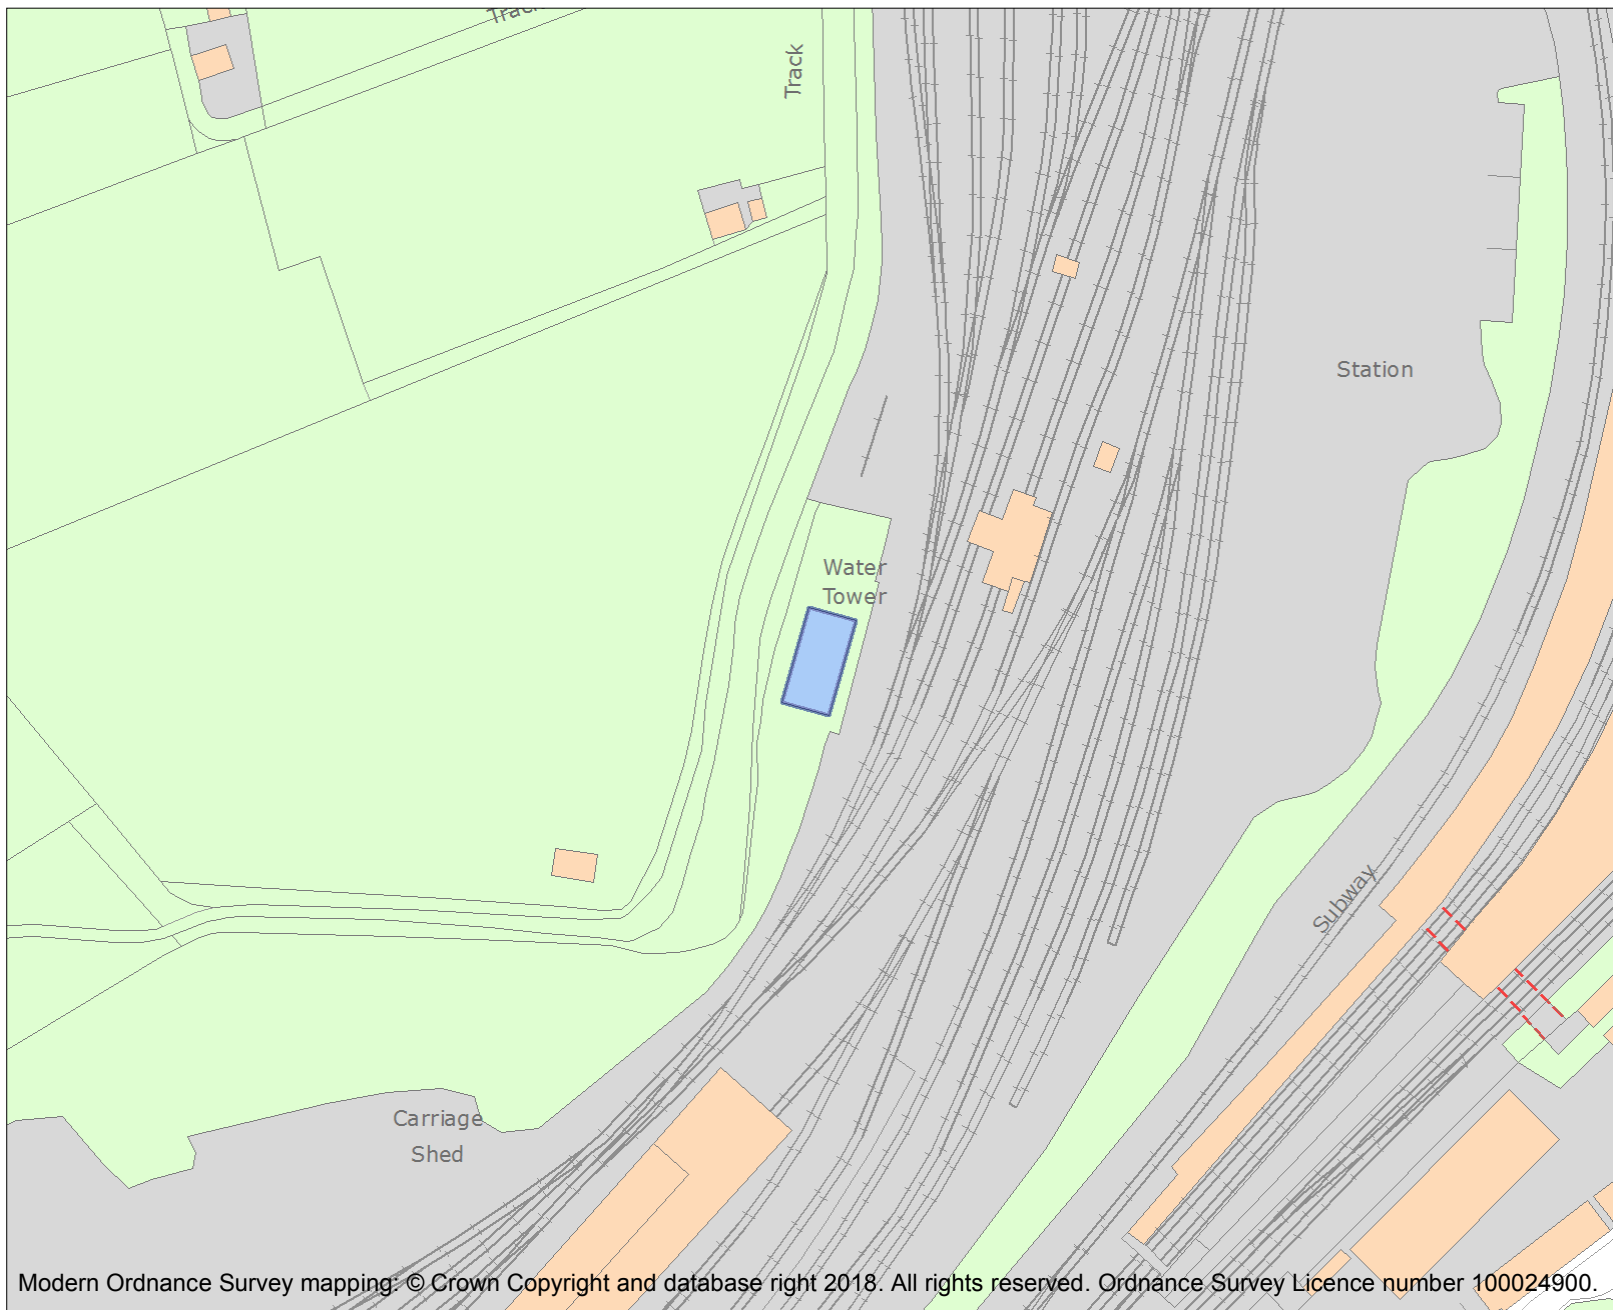 Track
Track
Station
Water
Tower
Subway
Carriage
Shed
Modern Ordnance Survey mapping: © Crown Copyright and database right 2018. All rights reserved. Ordnance Survey Licence number 100024900.